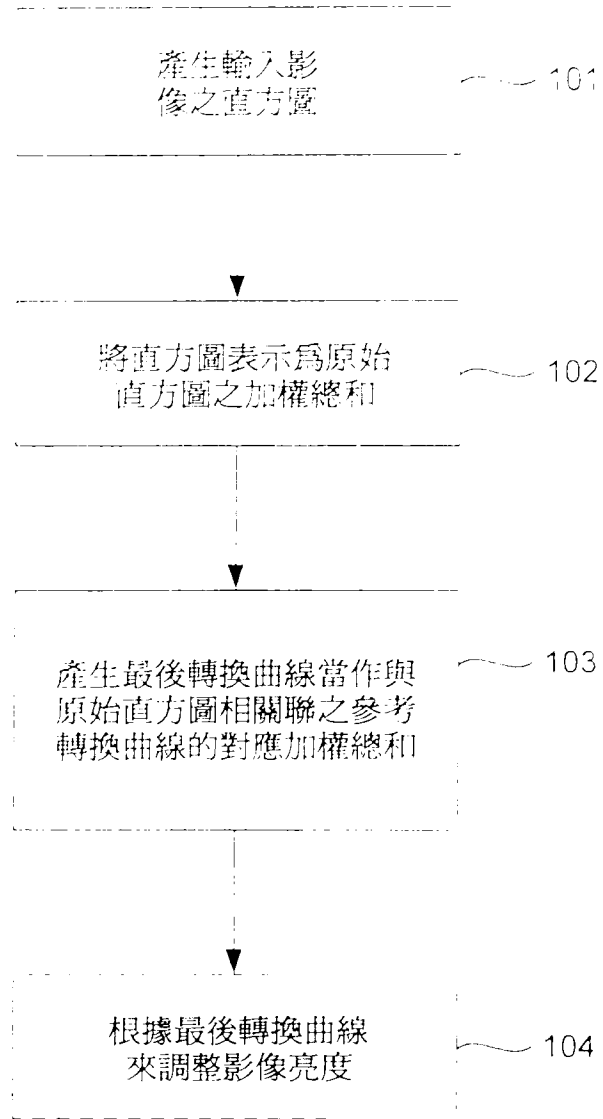 產生輸入影
像之直方圖
101
將直方圖表示爲原始
直方圖之加權總和
102
產生最後轉換曲線當作與
原始直方圖相關聯之參考
轉換曲線的對應加權總和
103
根據最後轉換曲線
來調整影像亮度
104